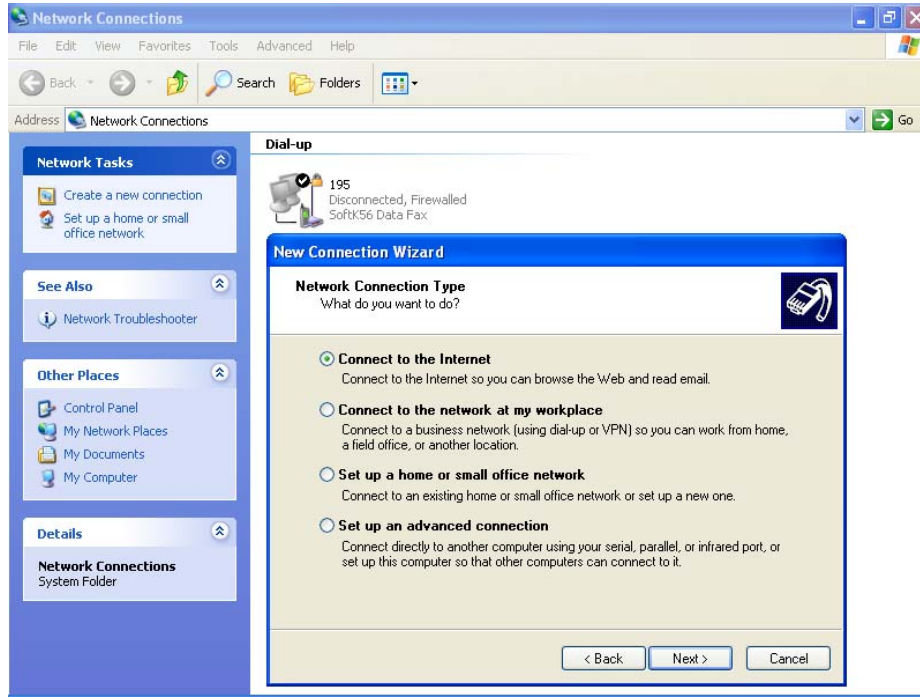 Network Connections
File Edit View Favorites Tools Advanced Help
Back Search Folders
Address Network Connections Go
Network Tasks
Create a new connection
Set up a home or small
office network
See Also
Network Troubleshooter
Other Places
Control Panel
My Network Places
My Documents
My Computer
Details
Network Connections
System Folder
Dial-up
195
Disconnected, Firewalled
SoftK56 Data Fax
New Connection Wizard
Network Connection Type
What do you want to do?
Connect to the Internet
Connect to the Internet so you can browse the Web and read email.
Connect to the network at my workplace
Connect to a business network (using dial-up or VPN) so you can work from home,
a field office, or another location.
Set up a home or small office network
Connect to an existing home or small office network or set up a new one.
Set up an advanced connection
Connect directly to another computer using your serial, parallel, or infrared port, or
set up this computer so that other computers can connect to it.
< Back Next > Cancel